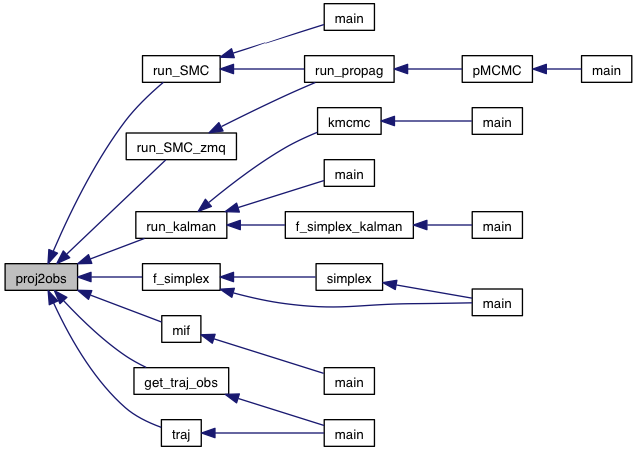 main
run_SMC
run_propag
pMCMC
main
kmcmc
main
run_SMC_zmq
main
run_kalman
f_simplex_kalman
main
proj2obs
f_simplex
simplex
main
mif
main
get_traj_obs
traj
main